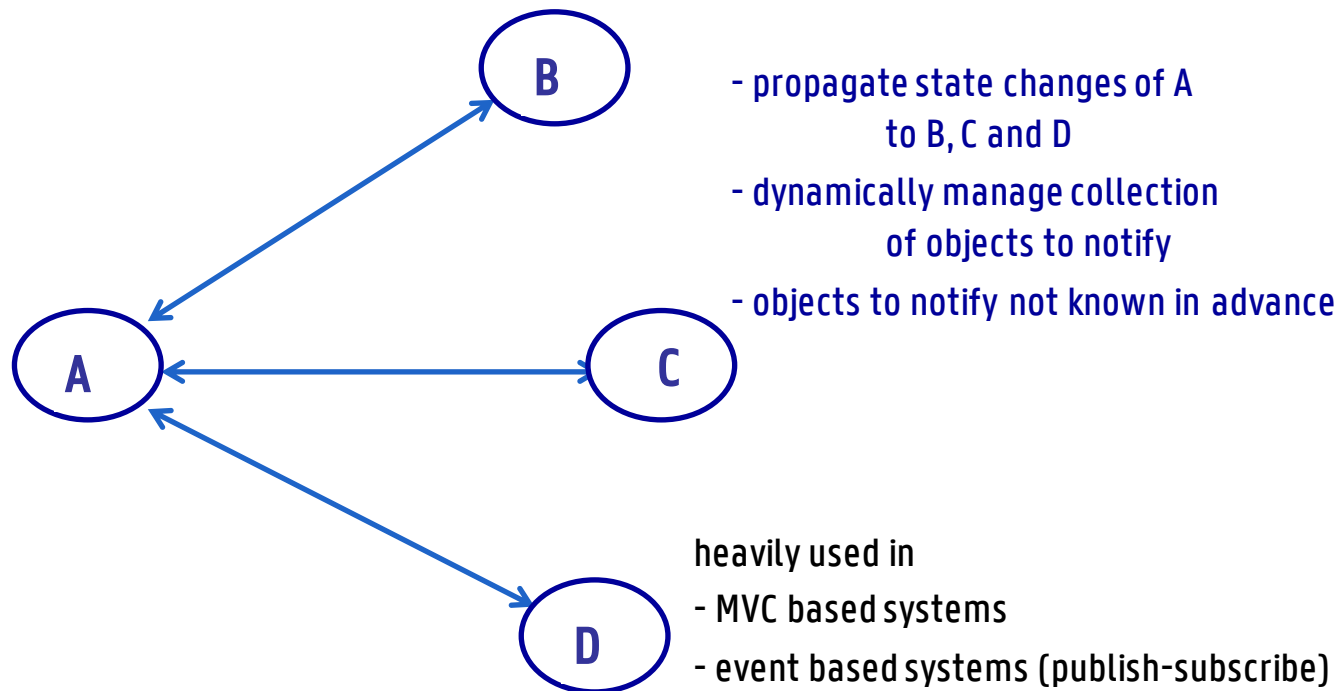 B
- propagate state changes of A
to B, C and D
- dynamically manage collection
of objects to notify
- objects to notify not known in advance
A
C
heavily used in
- MVC based systems
D
- event based systems (publish-subscribe)